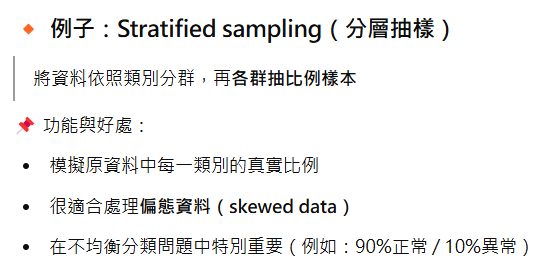 🔸 例子：Stratified sampling（分層抽樣）
將資料依照類別分群，再各群抽比例樣本
📌 功能與好處：
• 模擬原資料中每一類別的真實比例
• 很適合處理偏態資料（skewed data）
• 在不均衡分類問題中特別重要（例如：90%正常 / 10%異常）